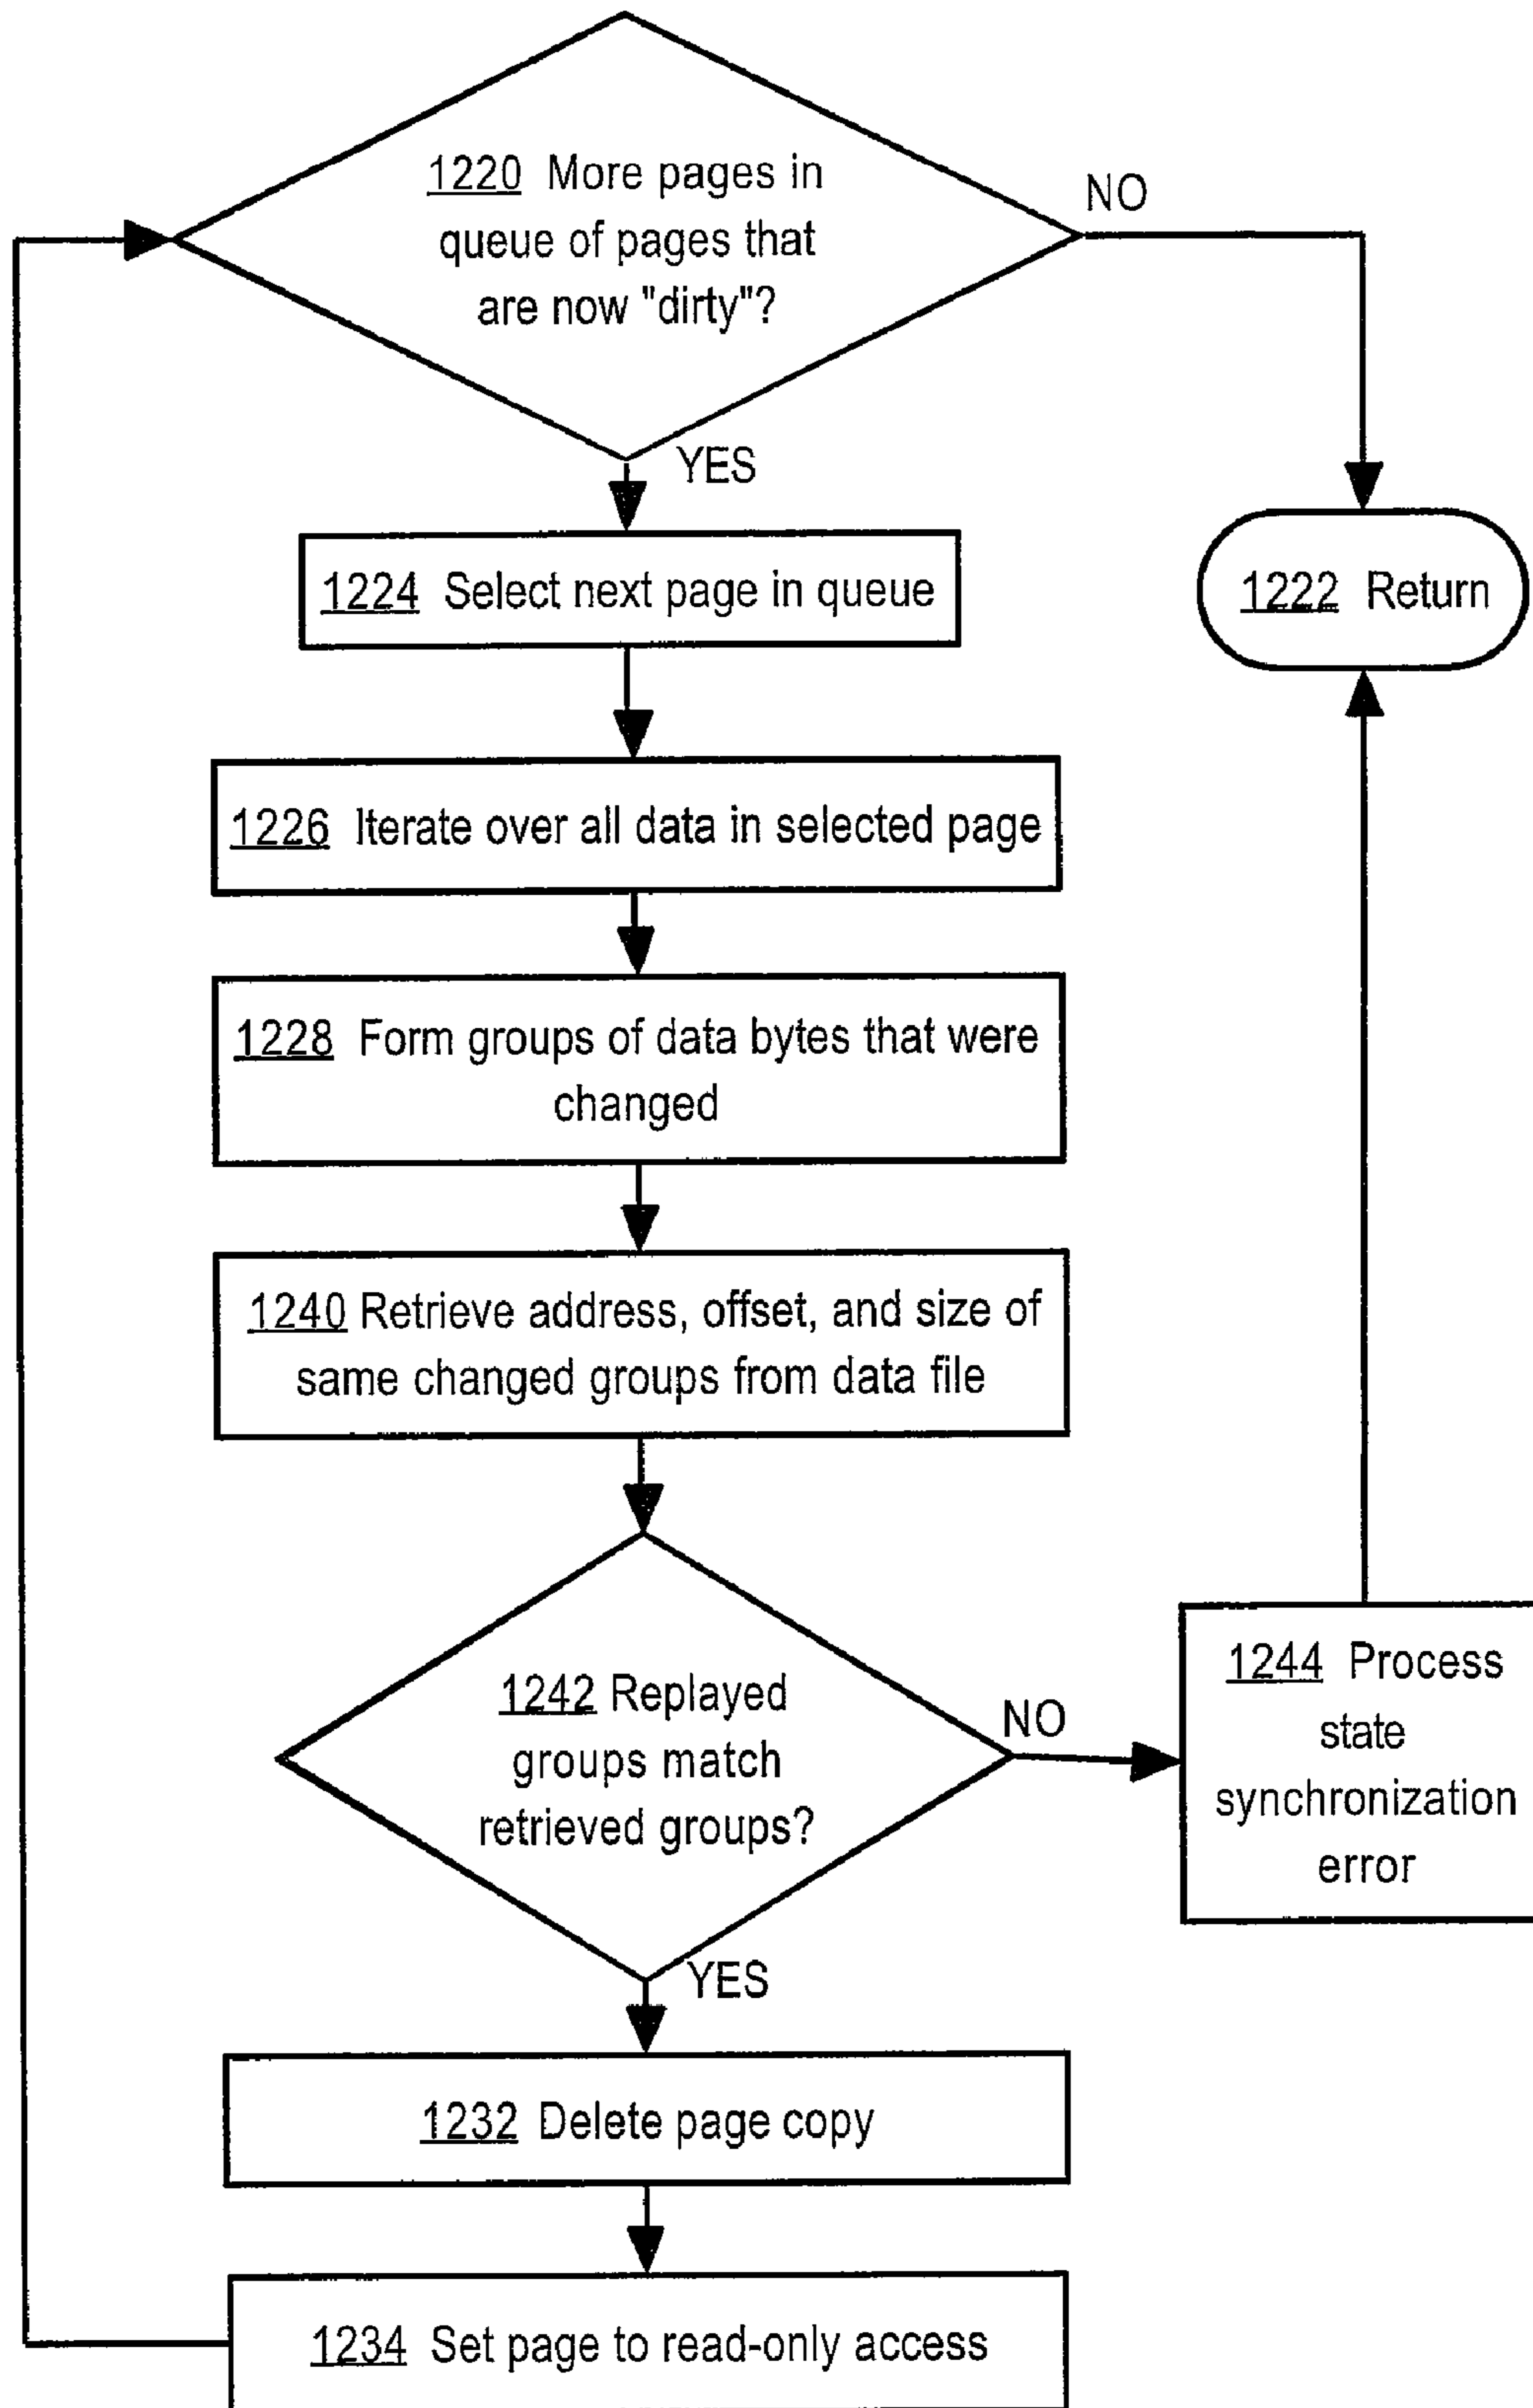 1220 More pages in
queue of pages that
are now "dirty"?
NO
YES
1224 Select next page in queue
1222 Return
1226 Iterate over all data in selected page
1228 Form groups of data bytes that were
changed
1240 Retrieve address, offset, and size of
same changed groups from data file
1242 Replayed
groups match
retrieved groups?
NO
1244 Process
state
synchronization
error
YES
1232 Delete page copy
1234 Set page to read-only access